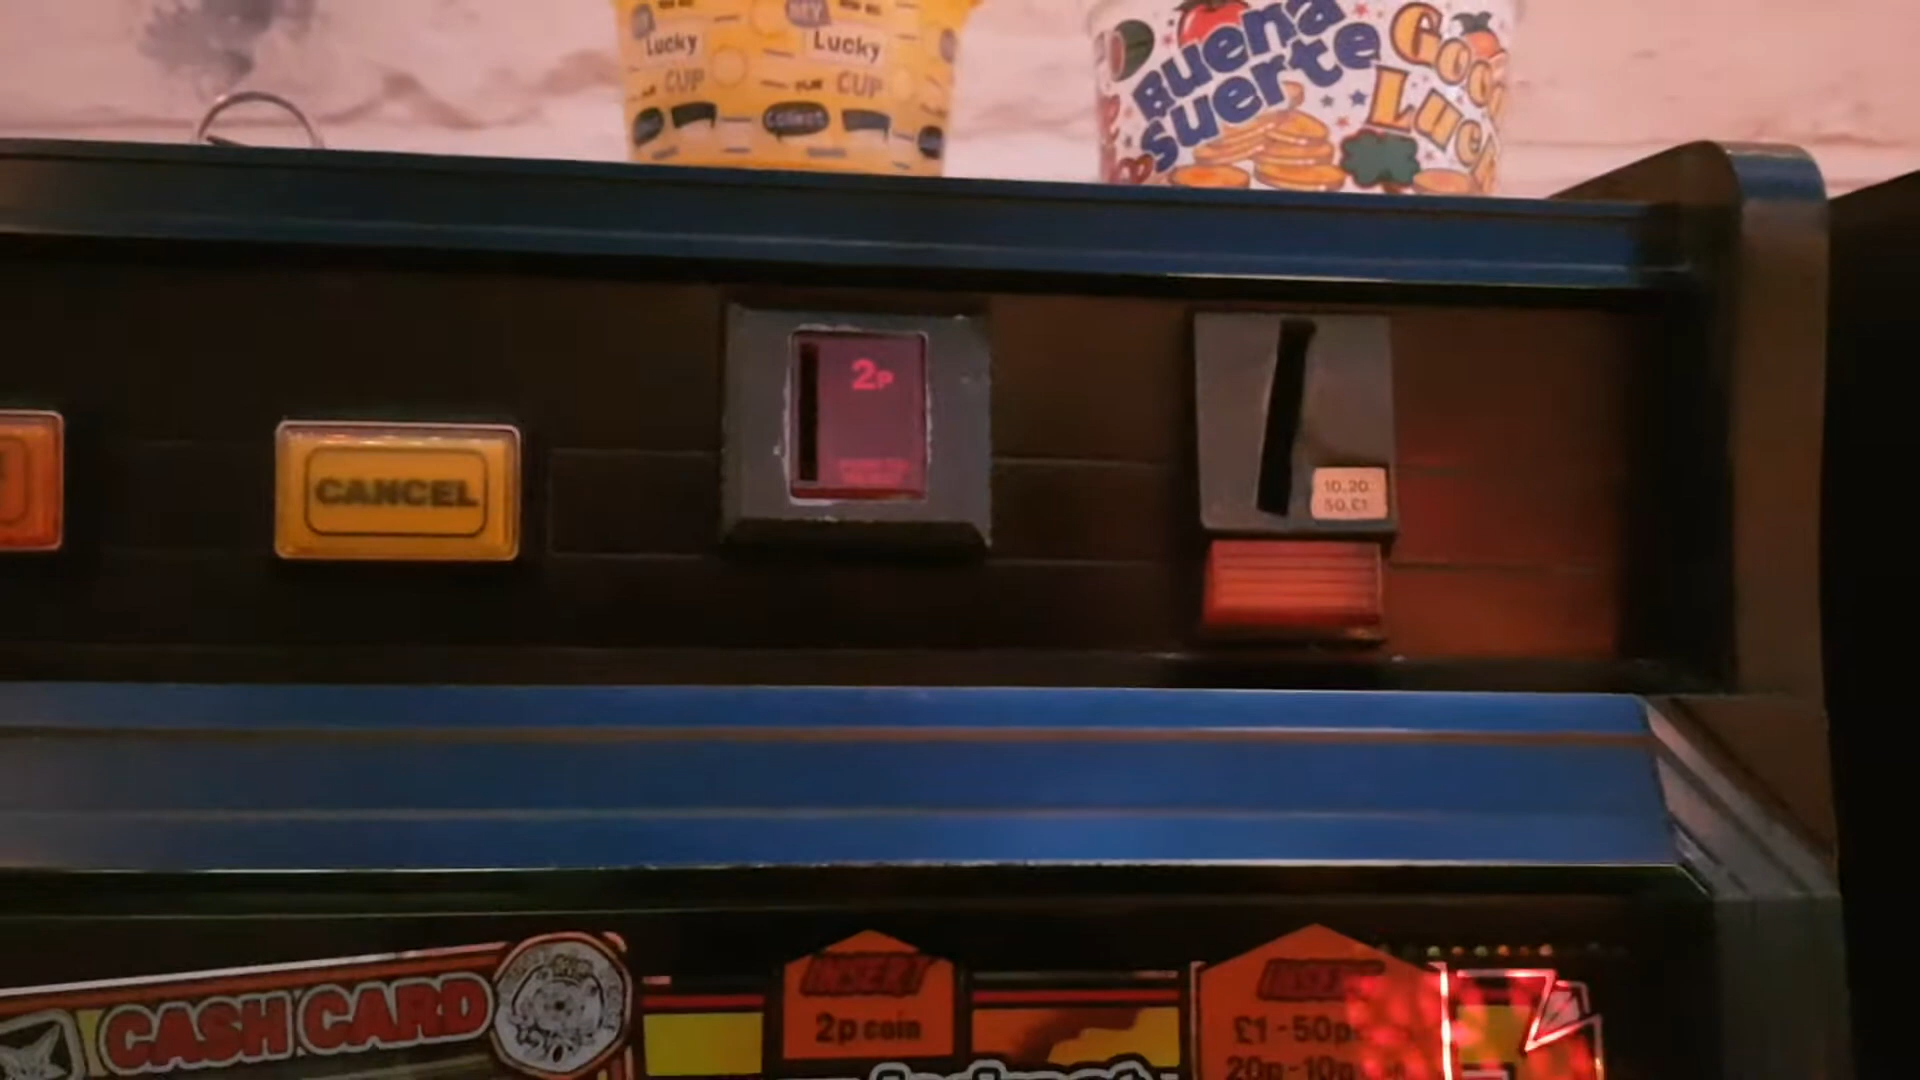 Lucky
Lucky
CUP
CUP
Collect
Buena
Suerte
Good
Luck
2P
CANCEL
10.20.
50.£1.
INSERT
2p coin
INSERT
£1-50p
20p-10p
CASH CARD